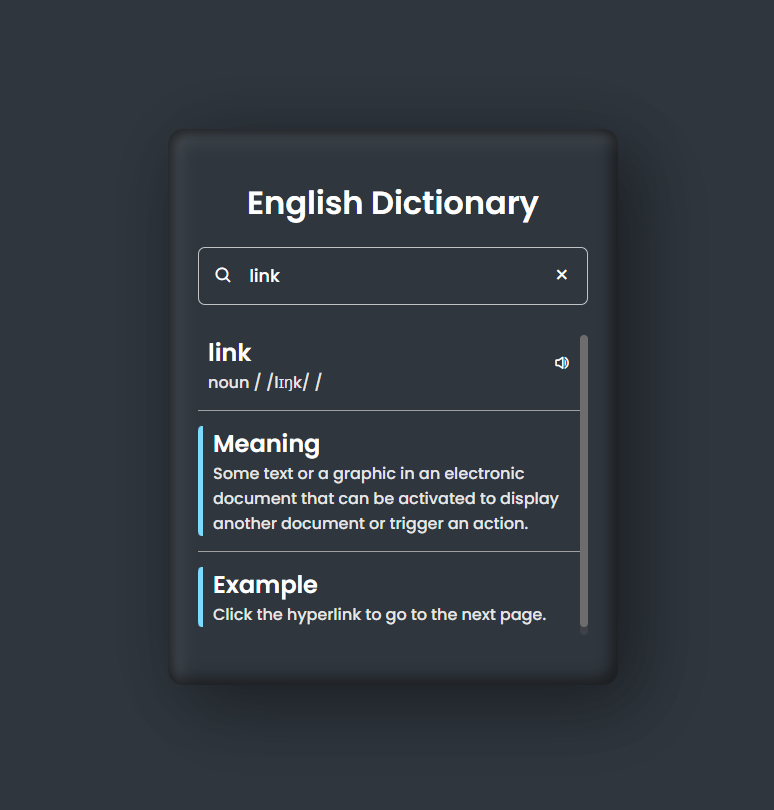 English Dictionary
link ×
link
noun / /lɪŋk/ /
Meaning
Some text or a graphic in an electronic
document that can be activated to display
another document or trigger an action.
Example
Click the hyperlink to go to the next page.